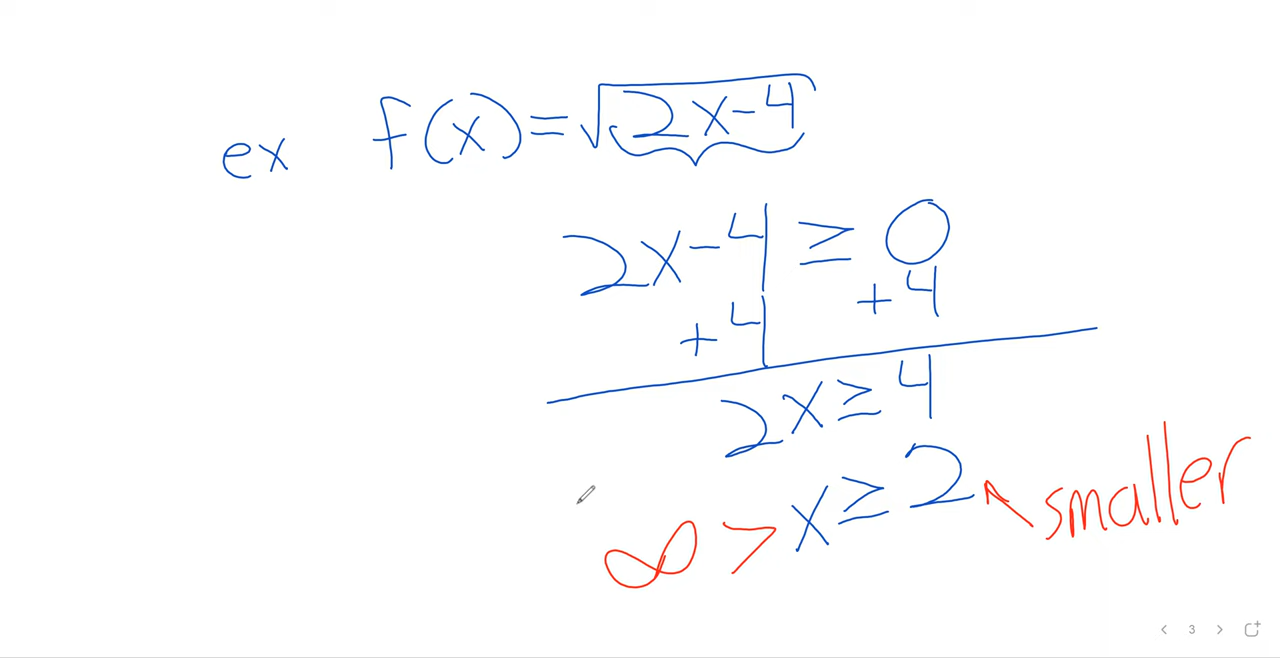 ex f(x)=√2x-4
2x-4 ≥ 0
+4 +4
2x ≥ 4
∞ > x ≥ 2 smaller
3